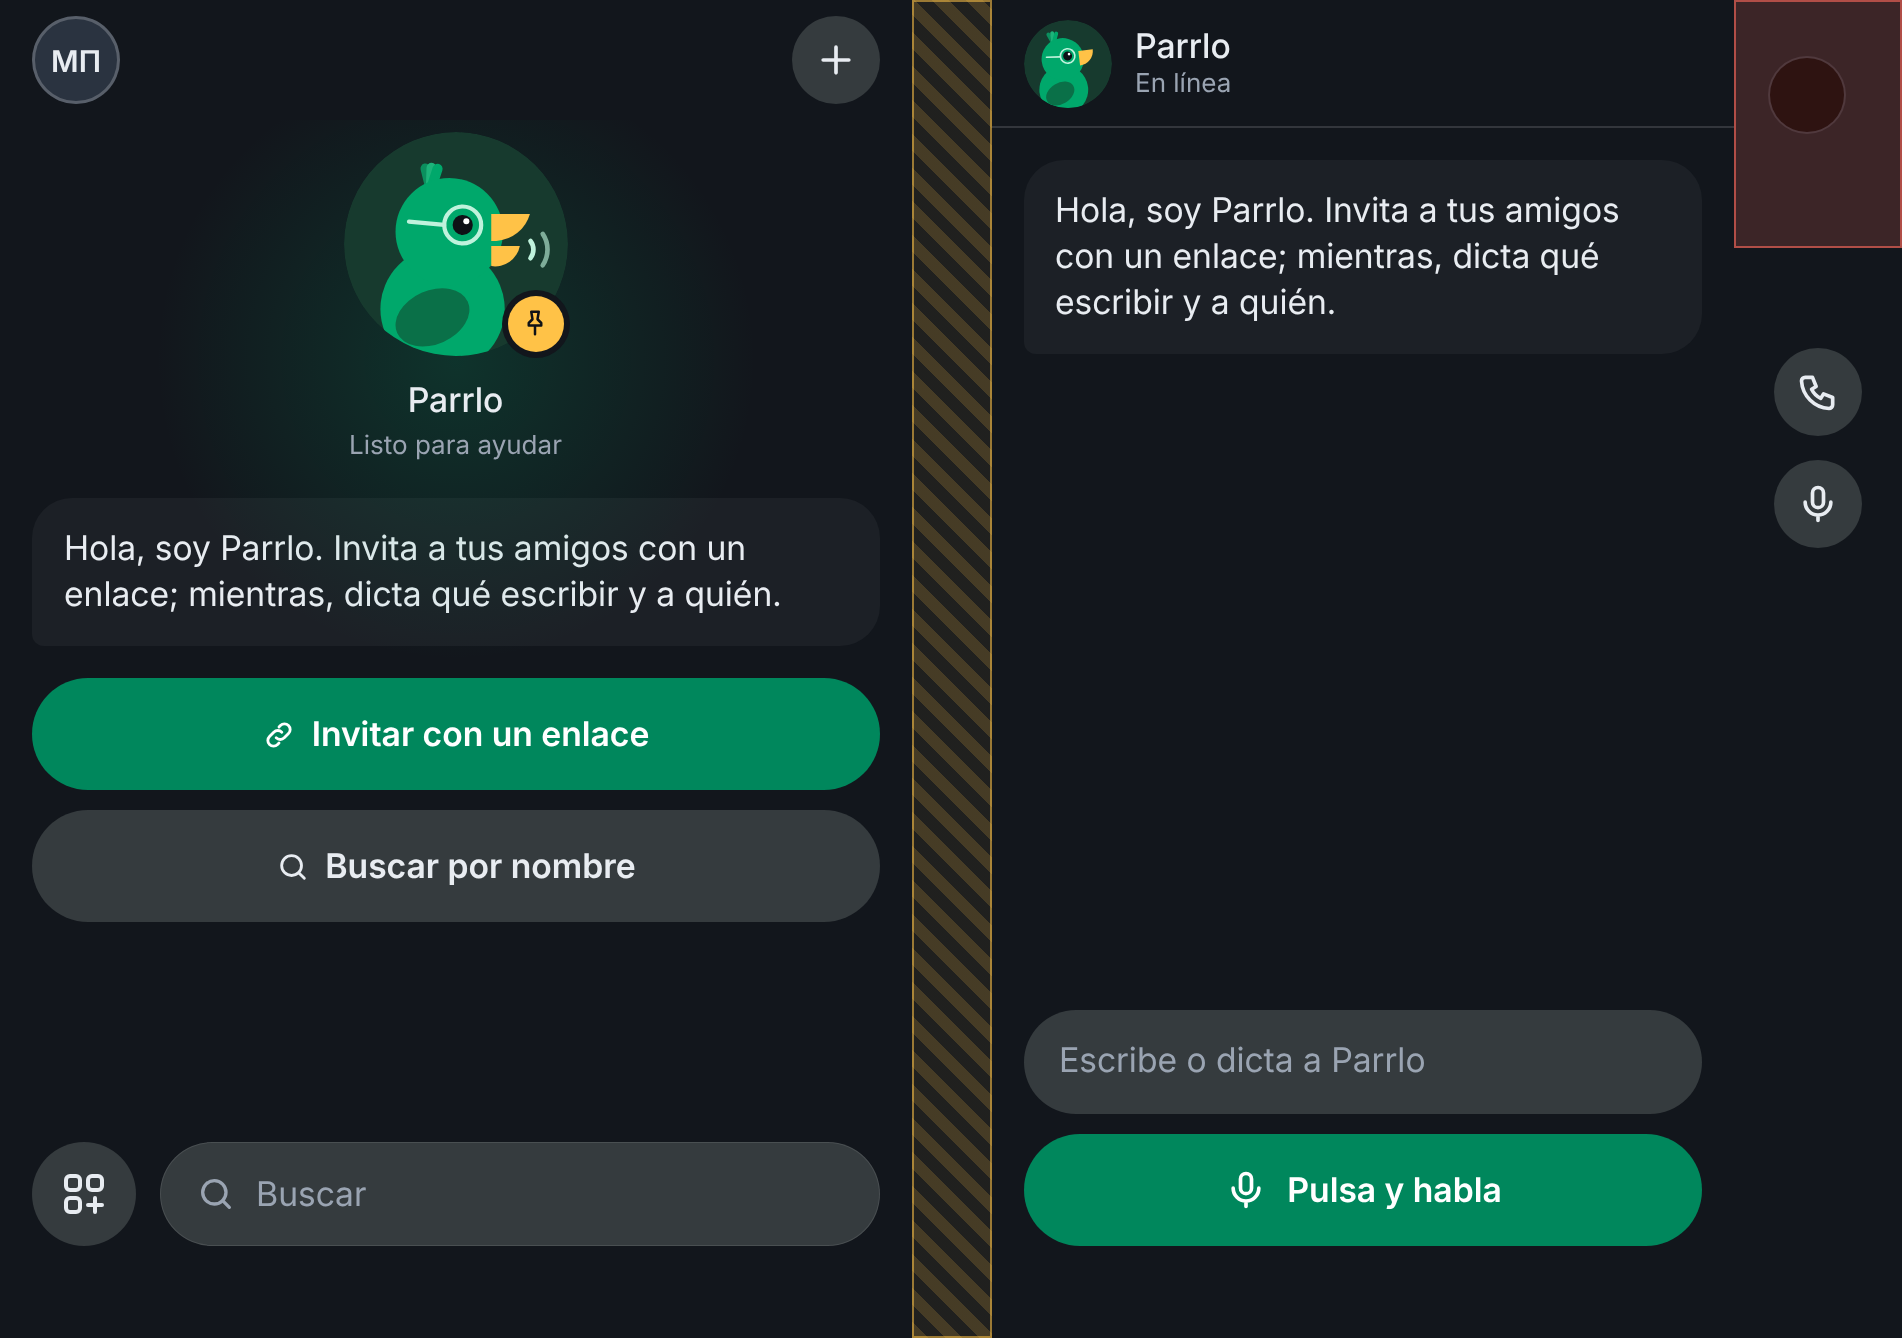 МП
Parrlo
Listo para ayudar
Hola, soy Parrlo. Invita a tus amigos con un
enlace; mientras, dicta qué escribir y a quién.
Invitar con un enlace
Buscar por nombre
Buscar
Parrlo
En línea
Hola, soy Parrlo. Invita a tus amigos
con un enlace; mientras, dicta qué
escribir y a quién.
Escribe o dicta a Parrlo
Pulsa y habla